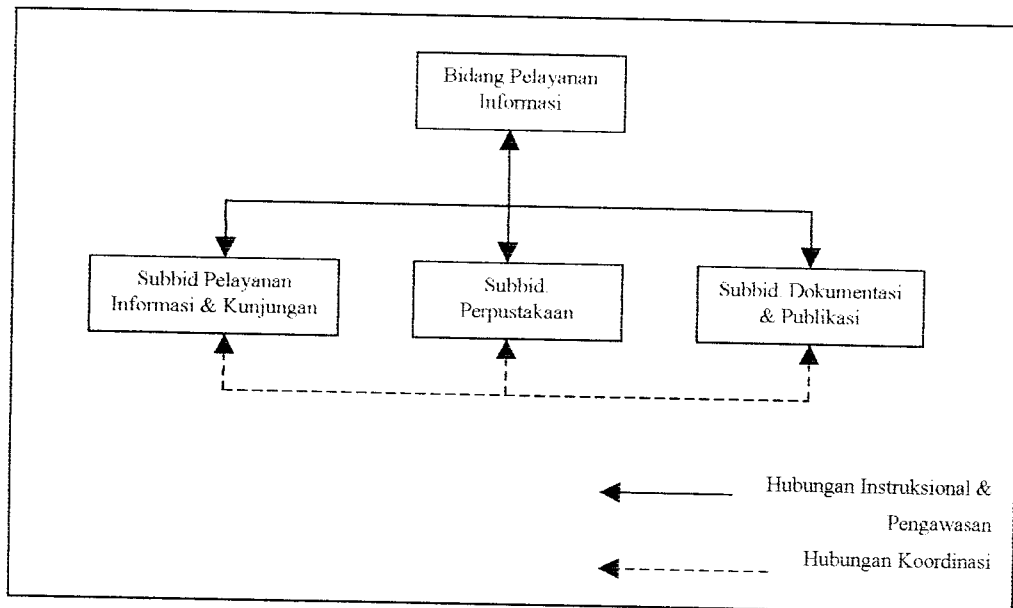 Bidang Pelayanan
Informasi
Subbid Pelayanan
Informasi & Kunjungan
Subbid.
Perpustakaan
Subbid. Dokumentasi
& Publikasi
Hubungan Instruksional &
Pengawasan
Hubungan Koordinasi